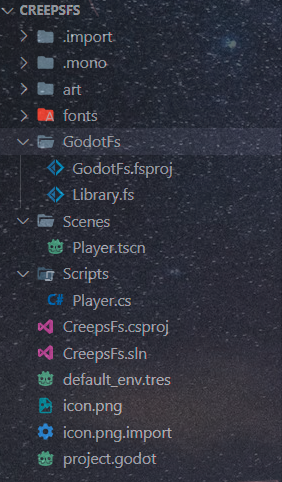 CREEPSFS
.import
.mono
art
fonts
GodotFs
GodotFs.fsproj
Library.fs
Scenes
Player.tscn
Scripts
C# Player.cs
CreepsFs.csproj
CreepsFs.sln
default_env.tres
icon.png
icon.png.import
project.godot